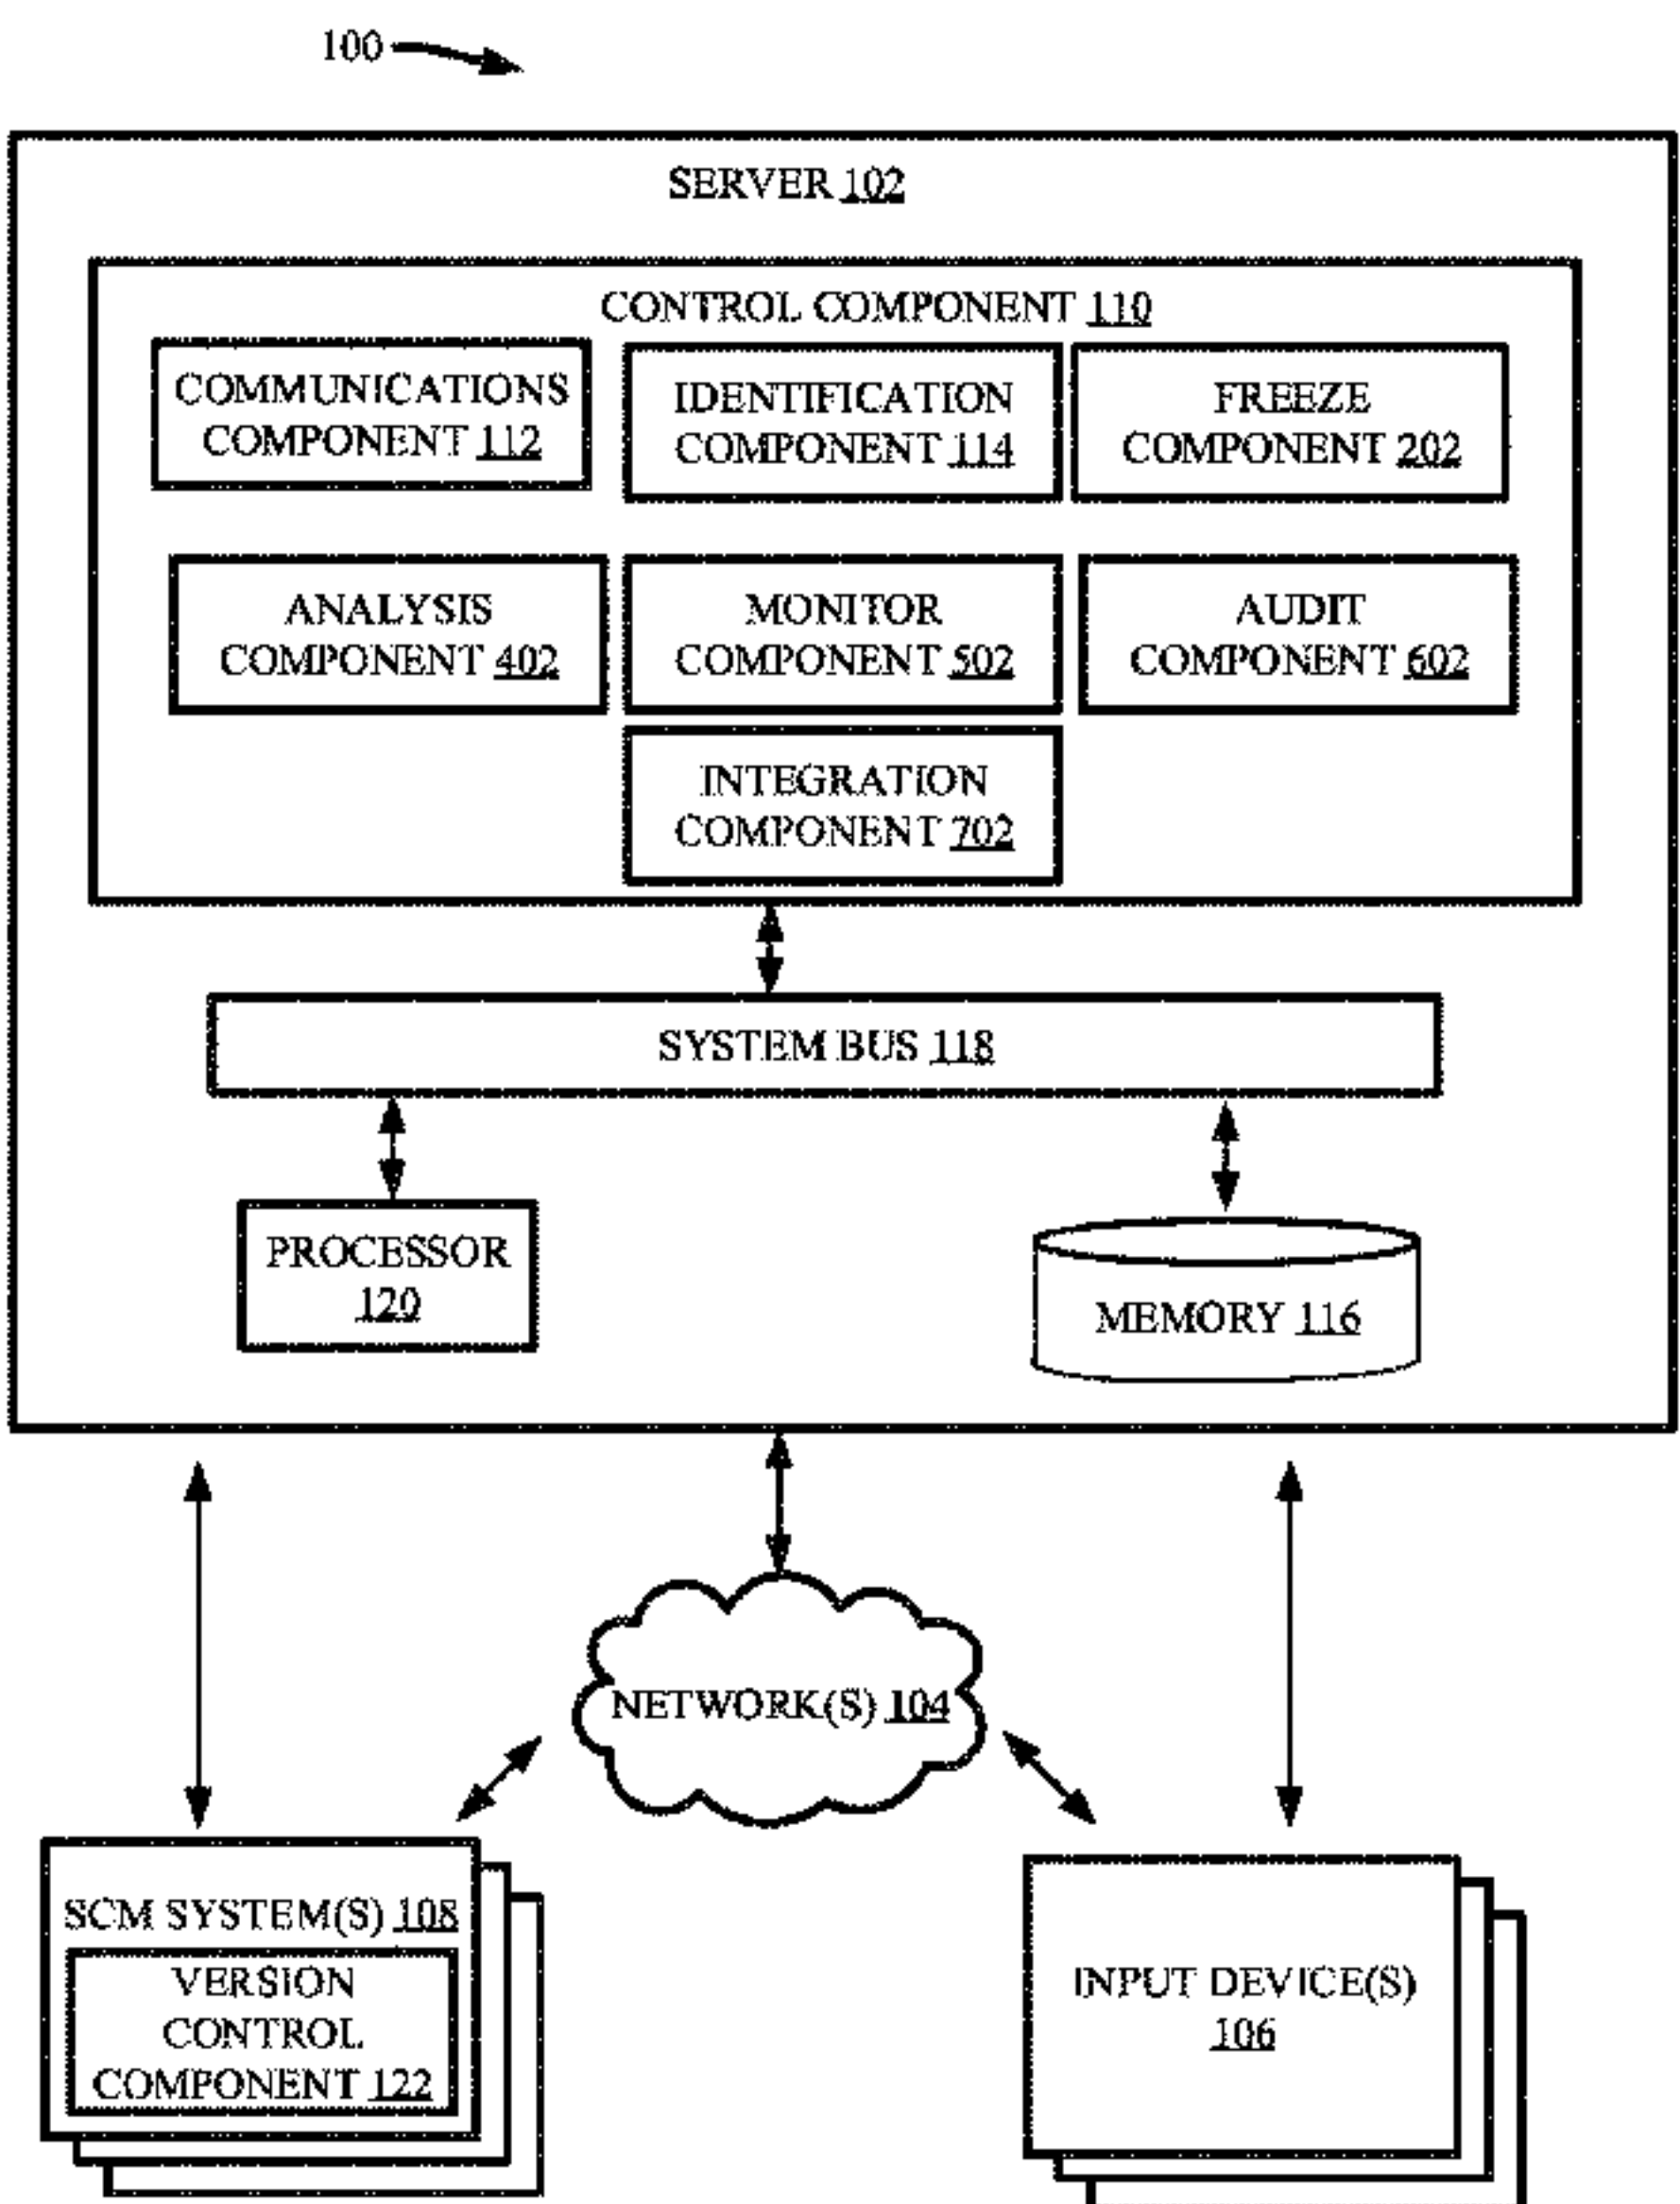 100
SERVER 102
CONTROL COMPONENT 110
COMMUNICATIONS
COMPONENT 112
IDENTIFICATION
COMPONENT 114
FREEZE
COMPONENT 202
ANALYSIS
COMPONENT 402
MONITOR
COMPONENT 502
AUDIT
COMPONENT 602
INTEGRATION
COMPONENT 702
SYSTEM BUS 118
PROCESSOR
120
MEMORY 116
NETWORK(S) 104
SCM SYSTEM(S) 108
VERSION
CONTROL
COMPONENT 122
INPUT DEVICE(S)
106